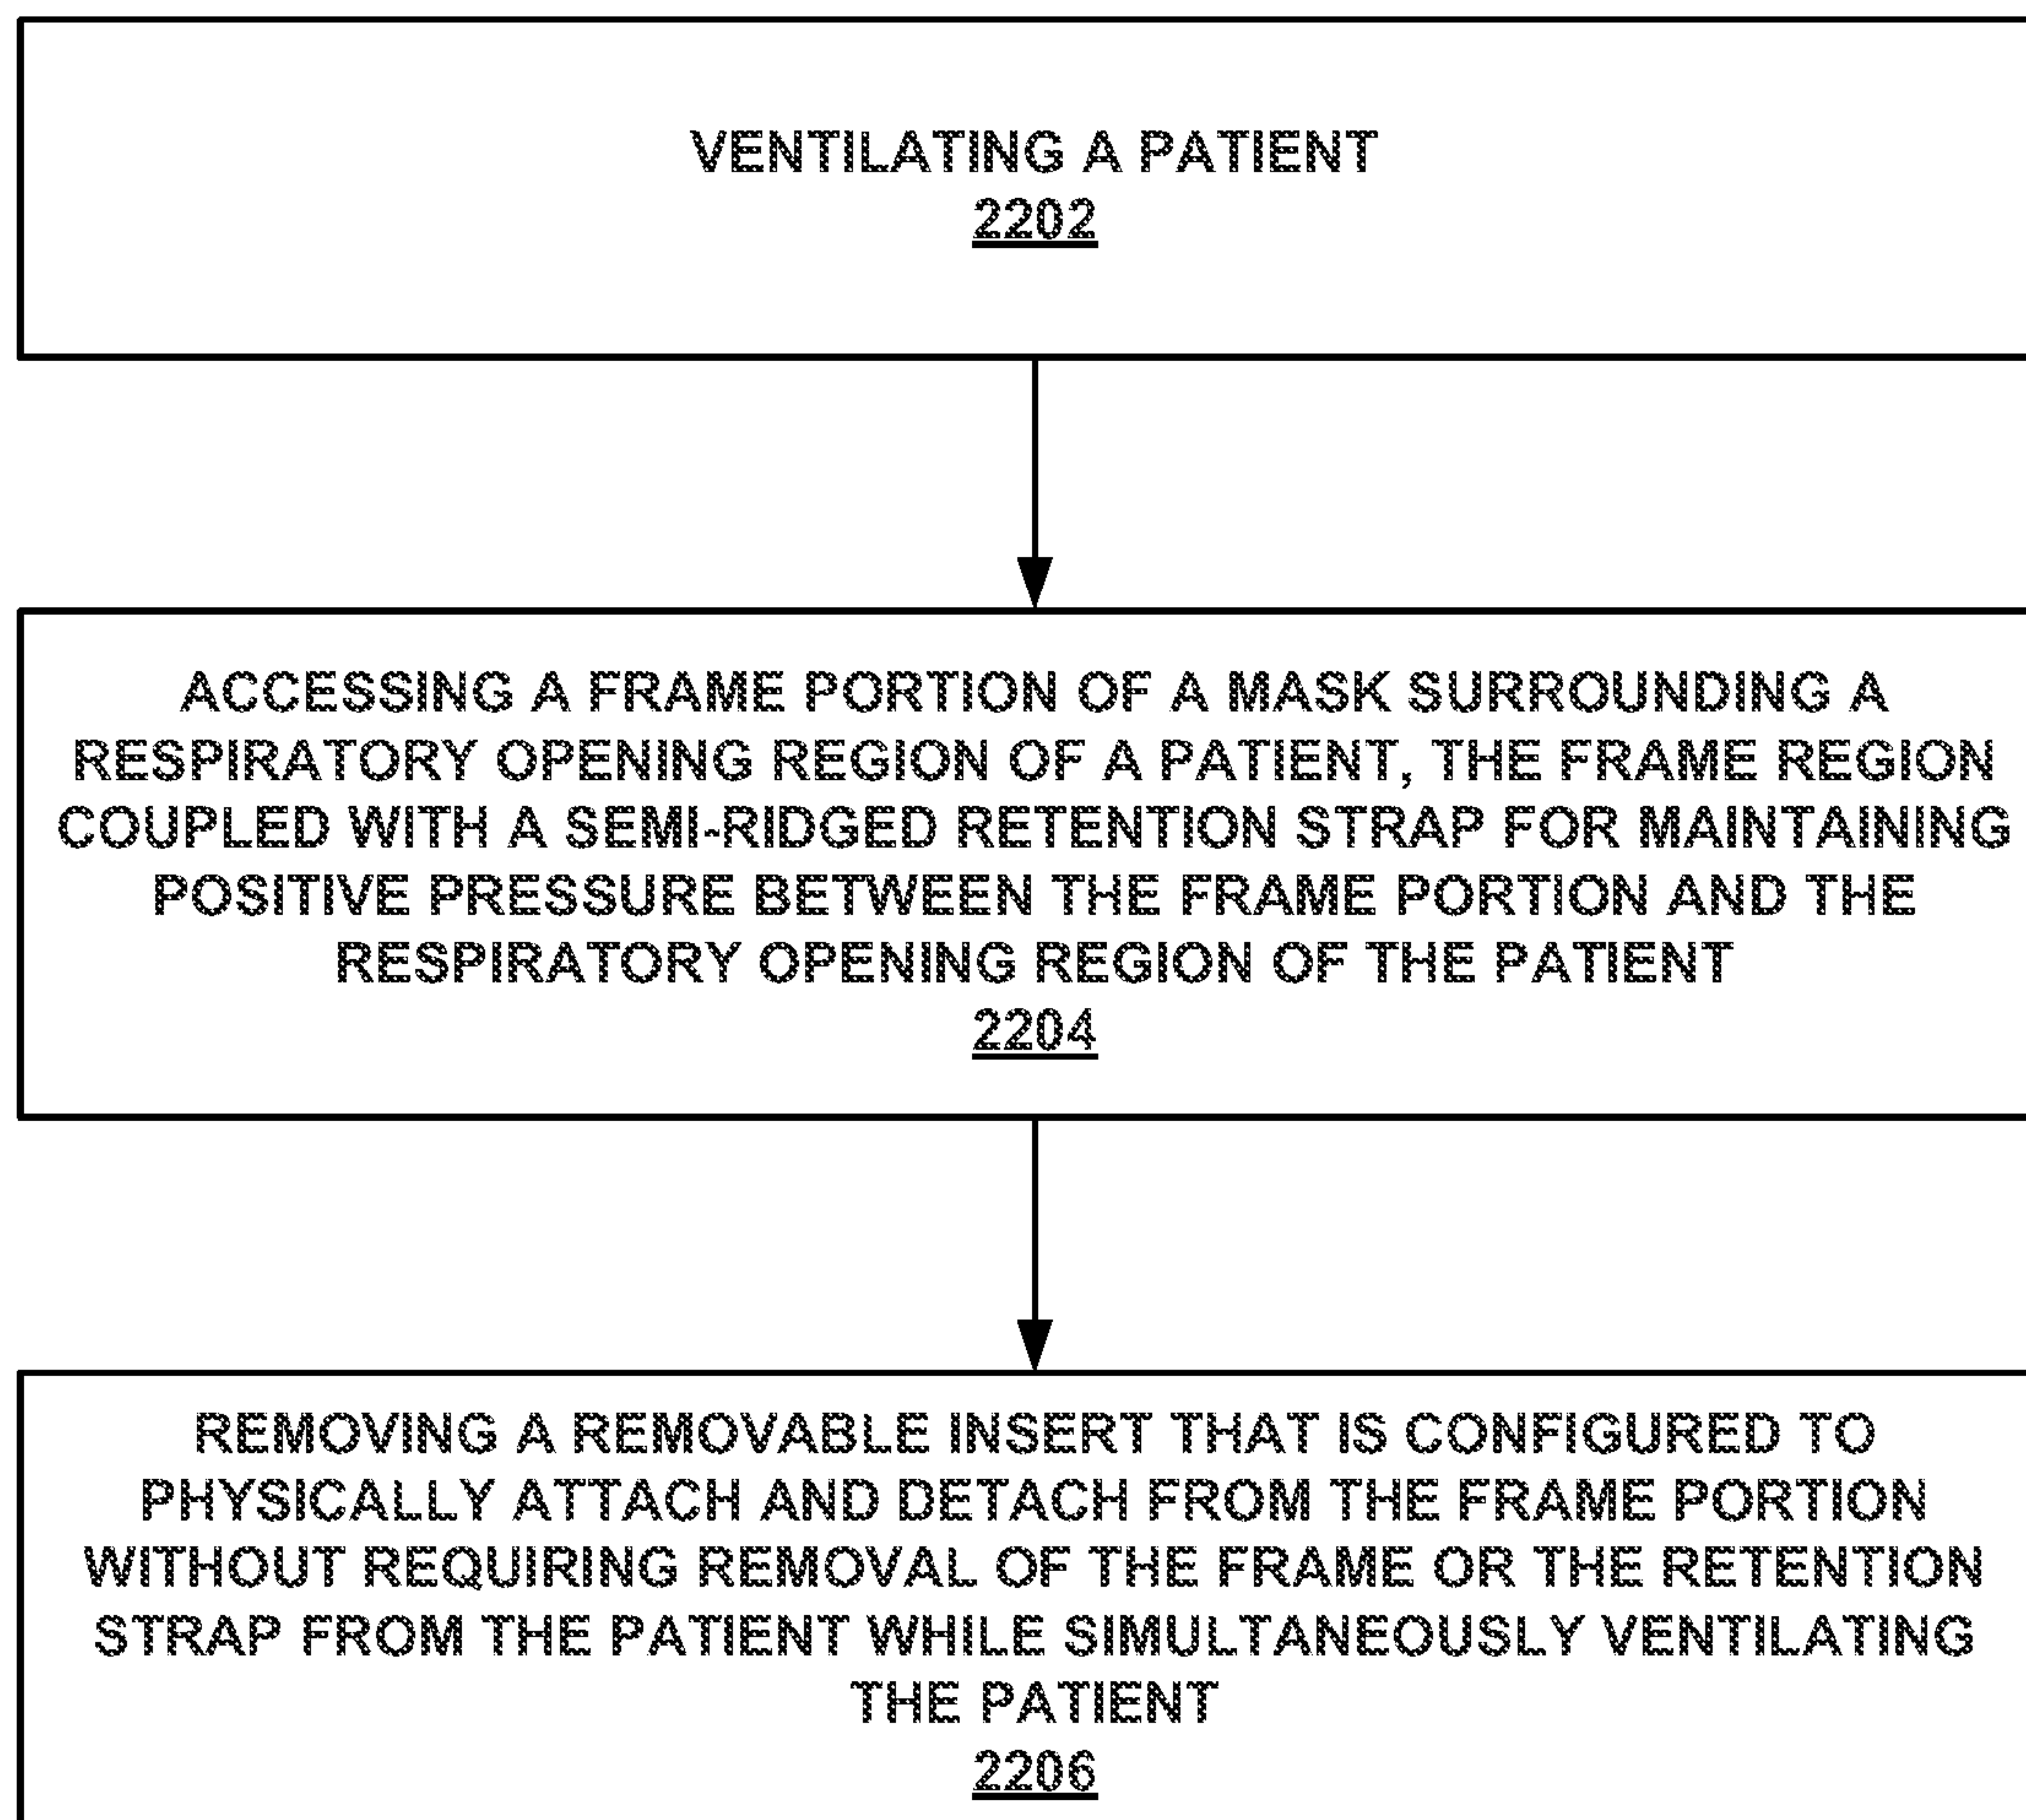 VENTILATING A PATIENT
2202
ACCESSING A FRAME PORTION OF A MASK SURROUNDING A
RESPIRATORY OPENING REGION OF A PATIENT, THE FRAME REGION
COUPLED WITH A SEMI-RIDGED RETENTION STRAP FOR MAINTAINING
POSITIVE PRESSURE BETWEEN THE FRAME PORTION AND THE
RESPIRATORY OPENING REGION OF THE PATIENT
2204
REMOVING A REMOVABLE INSERT THAT IS CONFIGURED TO
PHYSICALLY ATTACH AND DETACH FROM THE FRAME PORTION
WITHOUT REQUIRING REMOVAL OF THE FRAME OR THE RETENTION
STRAP FROM THE PATIENT WHILE SIMULTANEOUSLY VENTILATING
THE PATIENT
2206